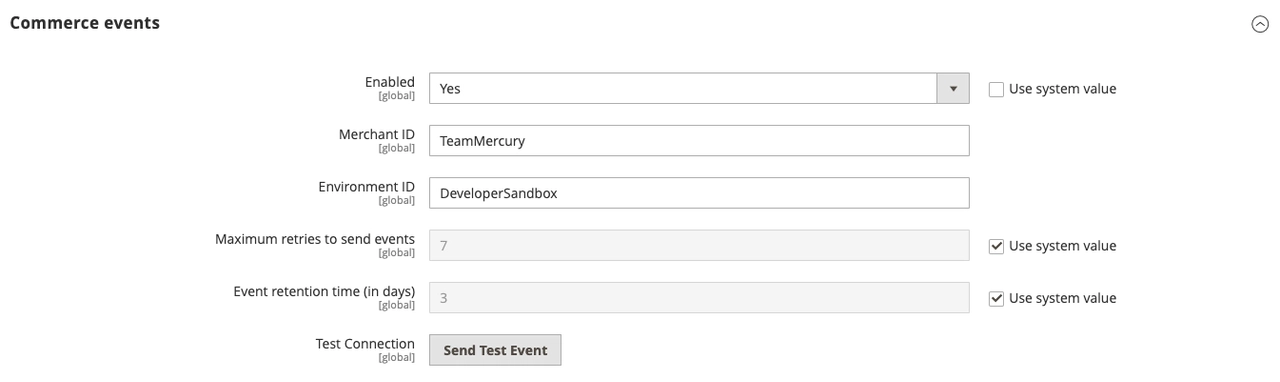 Commerce events
Enabled
[global]
Yes
Use system value
Merchant ID
[global]
TeamMercury
Environment ID
[global]
DeveloperSandbox
Maximum retries to send events
[global]
7
Use system value
Event retention time (in days)
[global]
3
Use system value
Test Connection
[global]
Send Test Event